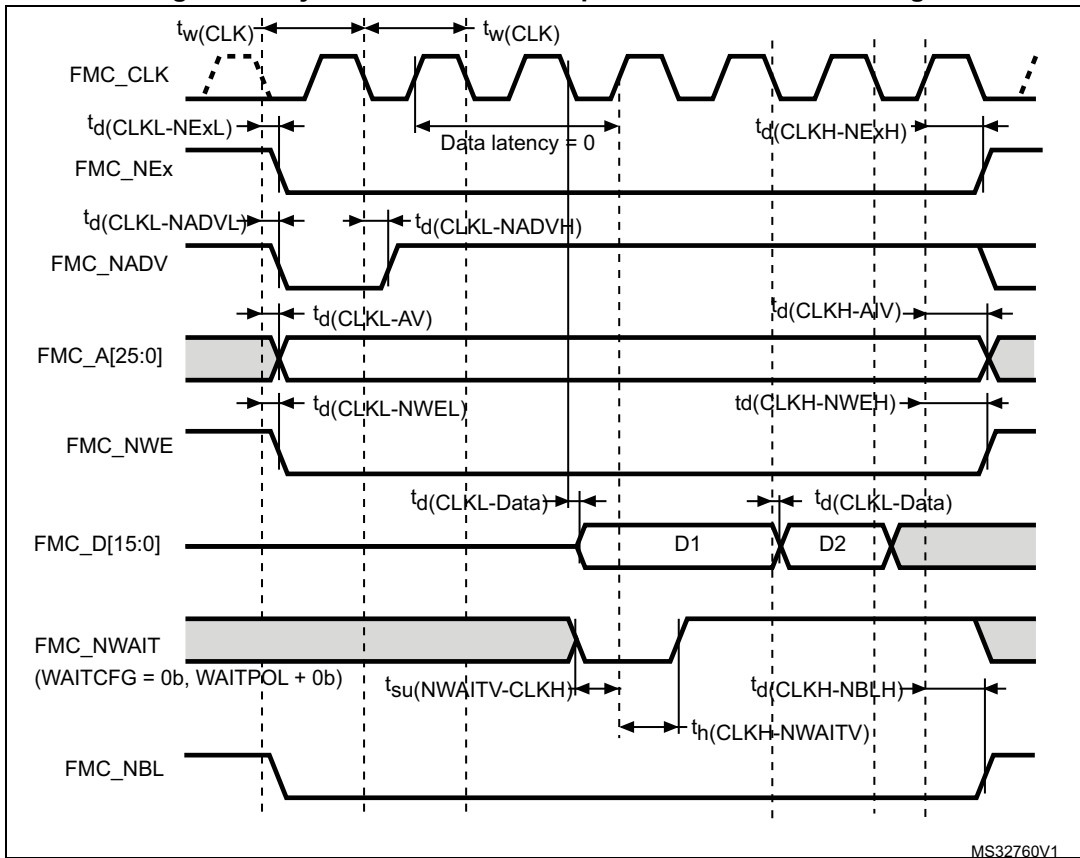 tw(CLK)
tw(CLK)
FMC_CLK
td(CLKL-NExL)
Data latency = 0
td(CLKH-NExH)
FMC_NEx
td(CLKL-NADVL)
td(CLKL-NADVH)
FMC_NADV
td(CLKL-AV)
td(CLKH-AIV)
FMC_A[25:0]
td(CLKL-NWEL)
td(CLKH-NWEH)
FMC_NWE
td(CLKL-Data)
td(CLKL-Data)
FMC_D[15:0]
D1
D2
FMC_NWAIT
(WAITCFG = 0b, WAITPOL + 0b)
tsu(NWAITV-CLKH)
td(CLKH-NBLH)
th(CLKH-NWAITV)
FMC_NBL
MS32760V1